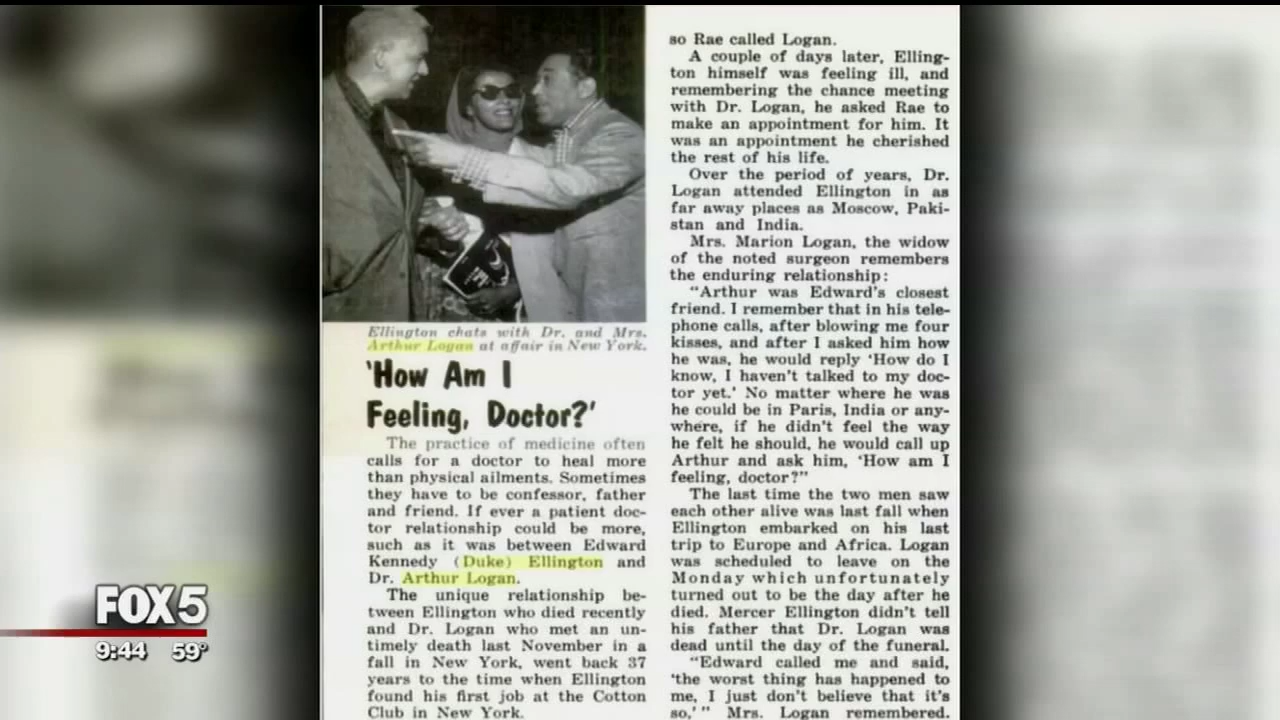 Ellington chats with Dr. and Mrs.
Arthur Logan at affair in New York.
'How Am I
Feeling, Doctor?'
The practice of medicine often
calls for a doctor to heal more
than physical ailments. Sometimes
they have to be confessor, father
and friend. If ever a patient doc-
tor relationship could be more,
such as it was between Edward
Kennedy (Duke) Ellington and
Dr. Arthur Logan.
The unique relationship be-
tween Ellington who died recently
and Dr. Logan who met an un-
timely death last November in a
fall in New York, went back 37
years to the time when Ellington
found his first job at the Cotton
Club in New York.
so Rae called Logan.
A couple of days later, Elling-
ton himself was feeling ill, and
remembering the chance meeting
with Dr. Logan, he asked Rae to
make an appointment for him. It
was an appointment he cherished
the rest of his life.
Over the period of years, Dr.
Logan attended Ellington in as
far away places as Moscow, Paki-
stan and India.
Mrs. Marion Logan, the widow
of the noted surgeon remembers
the enduring relationship:
"Arthur was Edward's closest
friend. I remember that in his tele-
phone calls, after blowing me four
kisses, and after I asked him how
he was, he would reply 'How do I
know, I haven't talked to my doc-
tor yet.' No matter where he was
he could be in Paris, India or any-
where, if he didn't feel the way
he felt he should, he would call up
Arthur and ask him, 'How am I
feeling, doctor?"
The last time the two men saw
each other alive was last fall when
Ellington embarked on his last
trip to Europe and Africa. Logan
was scheduled to leave on the
Monday which unfortunately
turned out to be the day after he
died. Mercer Ellington didn't tell
his father that Dr. Logan was
dead until the day of the funeral.
"Edward called me and said,
'the worst thing has happened to
me, I just don't believe that it's
so,' " Mrs. Logan remembered.
FOX 5
9:44 59°